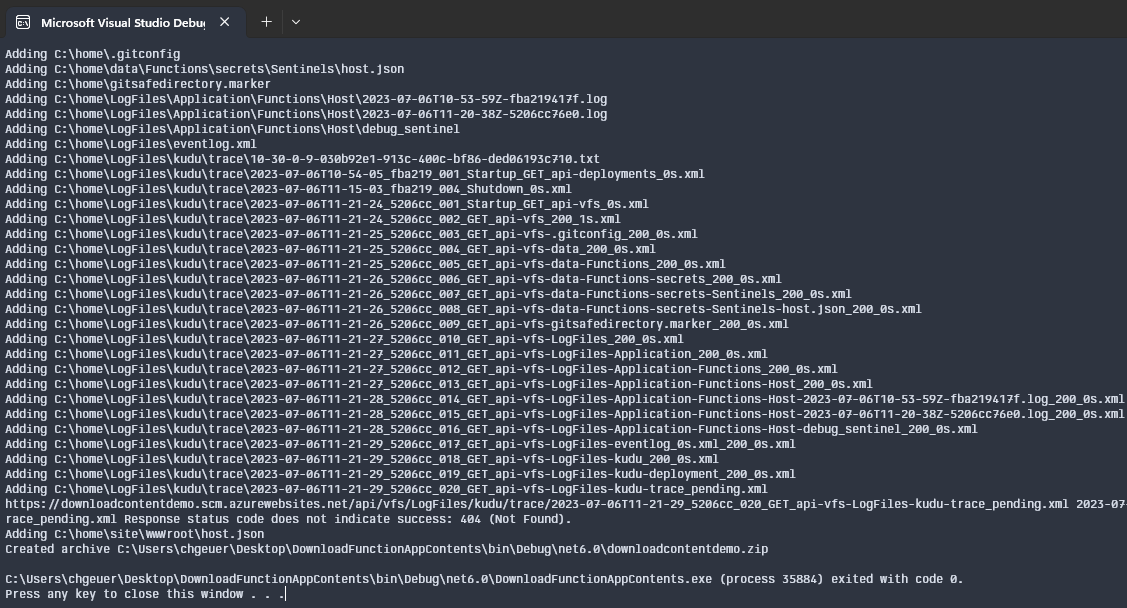 Microsoft Visual Studio Debug
Adding C:\home\.gitconfig
Adding C:\home\data\Functions\secrets\Sentinels\host.json
Adding C:\home\gitsafedirectory.marker
Adding C:\home\LogFiles\Application\Functions\Host\2023-07-06T10-53-59Z-fba219417f.log
Adding C:\home\LogFiles\Application\Functions\Host\2023-07-06T11-20-38Z-5206cc76e0.log
Adding C:\home\LogFiles\Application\Functions\Host\debug_sentinel
Adding C:\home\LogFiles\eventlog.xml
Adding C:\home\LogFiles\kudu\trace\10-30-0-9-030b92e1-913c-400c-bf86-ded06193c710.txt
Adding C:\home\LogFiles\kudu\trace\2023-07-06T10-54-05_fba219_001_Startup_GET_api-deployments_0s.xml
Adding C:\home\LogFiles\kudu\trace\2023-07-06T11-15-03_fba219_004_Shutdown_0s.xml
Adding C:\home\LogFiles\kudu\trace\2023-07-06T11-21-24_5206cc_001_Startup_GET_api-vfs_0s.xml
Adding C:\home\LogFiles\kudu\trace\2023-07-06T11-21-24_5206cc_002_GET_api-vfs_200_1s.xml
Adding C:\home\LogFiles\kudu\trace\2023-07-06T11-21-25_5206cc_003_GET_api-vfs-.gitconfig_200_0s.xml
Adding C:\home\LogFiles\kudu\trace\2023-07-06T11-21-25_5206cc_004_GET_api-vfs-data_200_0s.xml
Adding C:\home\LogFiles\kudu\trace\2023-07-06T11-21-25_5206cc_005_GET_api-vfs-data-Functions_200_0s.xml
Adding C:\home\LogFiles\kudu\trace\2023-07-06T11-21-26_5206cc_006_GET_api-vfs-data-Functions-secrets_200_0s.xml
Adding C:\home\LogFiles\kudu\trace\2023-07-06T11-21-26_5206cc_007_GET_api-vfs-data-Functions-secrets-Sentinels_200_0s.xml
Adding C:\home\LogFiles\kudu\trace\2023-07-06T11-21-26_5206cc_008_GET_api-vfs-data-Functions-secrets-Sentinels-host.json_200_0s.xml
Adding C:\home\LogFiles\kudu\trace\2023-07-06T11-21-26_5206cc_009_GET_api-vfs-gitsafedirectory.marker_200_0s.xml
Adding C:\home\LogFiles\kudu\trace\2023-07-06T11-21-27_5206cc_010_GET_api-vfs-LogFiles_200_0s.xml
Adding C:\home\LogFiles\kudu\trace\2023-07-06T11-21-27_5206cc_011_GET_api-vfs-LogFiles-Application_200_0s.xml
Adding C:\home\LogFiles\kudu\trace\2023-07-06T11-21-27_5206cc_012_GET_api-vfs-LogFiles-Application-Functions_200_0s.xml
Adding C:\home\LogFiles\kudu\trace\2023-07-06T11-21-27_5206cc_013_GET_api-vfs-LogFiles-Application-Functions-Host_200_0s.xml
Adding C:\home\LogFiles\kudu\trace\2023-07-06T11-21-28_5206cc_014_GET_api-vfs-LogFiles-Application-Functions-Host-2023-07-06T10-53-59Z-fba219417f.log_200_0s.xml
Adding C:\home\LogFiles\kudu\trace\2023-07-06T11-21-28_5206cc_015_GET_api-vfs-LogFiles-Application-Functions-Host-2023-07-06T11-20-38Z-5206cc76e0.log_200_0s.xml
Adding C:\home\LogFiles\kudu\trace\2023-07-06T11-21-28_5206cc_016_GET_api-vfs-LogFiles-Application-Functions-Host-debug_sentinel_200_0s.xml
Adding C:\home\LogFiles\kudu\trace\2023-07-06T11-21-29_5206cc_017_GET_api-vfs-LogFiles-eventlog_0s.xml_200_0s.xml
Adding C:\home\LogFiles\kudu\trace\2023-07-06T11-21-29_5206cc_018_GET_api-vfs-LogFiles-kudu_200_0s.xml
Adding C:\home\LogFiles\kudu\trace\2023-07-06T11-21-29_5206cc_019_GET_api-vfs-LogFiles-kudu-deployment_200_0s.xml
Adding C:\home\LogFiles\kudu\trace\2023-07-06T11-21-29_5206cc_020_GET_api-vfs-LogFiles-kudu-trace_pending.xml
https://downloadcontentdemo.scm.azurewebsites.net/api/vfs/LogFiles/kudu/trace/2023-07-06T11-21-29_5206cc_020_GET_api-vfs-LogFiles-kudu-trace_pending.xml 2023-07-
race_pending.xml Response status code does not indicate success: 404 (Not Found).
Adding C:\home\site\wwwroot\host.json
Created archive C:\Users\chgeuer\Desktop\DownloadFunctionAppContents\bin\Debug\net6.0\downloadcontentdemo.zip
C:\Users\chgeuer\Desktop\DownloadFunctionAppContents\bin\Debug\net6.0\DownloadFunctionAppContents.exe (process 35884) exited with code 0.
Press any key to close this window . . .